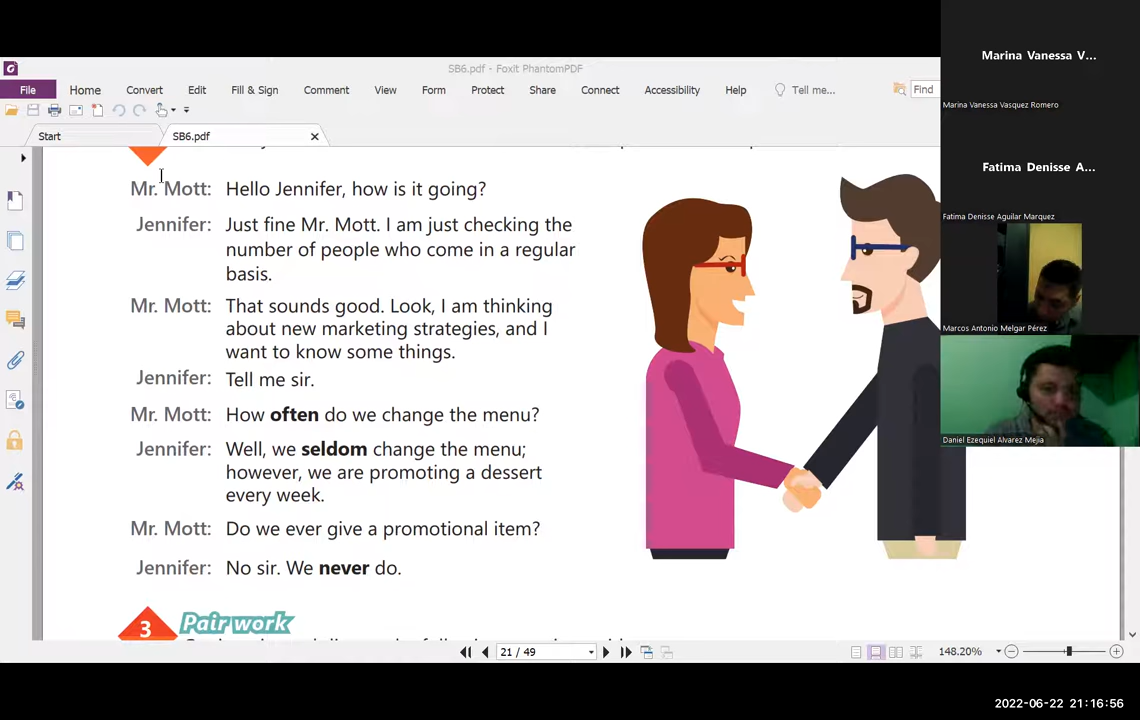 SB6.pdf - Foxit PhantomPDF
File Home Convert Edit Fill & Sign Comment View Form Protect Share Connect Accessibility Help Tell me... Find
Start SB6.pdf
Mr. Mott: Hello Jennifer, how is it going?
Jennifer: Just fine Mr. Mott. I am just checking the
number of people who come in a regular
basis.
Mr. Mott: That sounds good. Look, I am thinking
about new marketing strategies, and I
want to know some things.
Jennifer: Tell me sir.
Mr. Mott: How often do we change the menu?
Jennifer: Well, we seldom change the menu;
however, we are promoting a dessert
every week.
Mr. Mott: Do we ever give a promotional item?
Jennifer: No sir. We never do.
3 Pair work
21 / 49
148.20%
Marina Vanessa V...
Marina Vanessa Vasquez Romero
Fatima Denisse A...
Fatima Denisse Aguilar Marquez
Marcos Antonio Melgar Pérez
Daniel Ezequiel Alvarez Mejia
2022-06-22 21:16:56